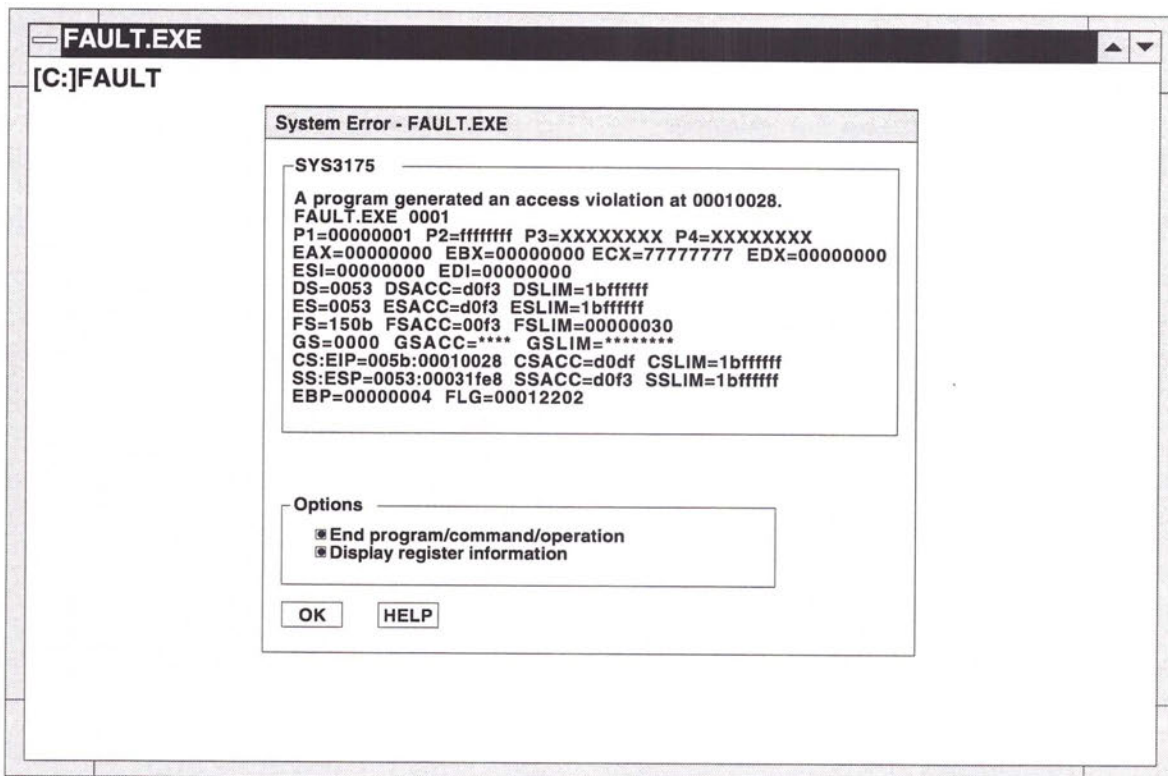 FAULT.EXE
[C:]FAULT
System Error - FAULT.EXE
SYS3175
A program generated an access violation at 00010028.
FAULT.EXE 0001
P1=00000001 P2=ffffffff P3=XXXXXXXX P4=XXXXXXXX
EAX=00000000 EBX=00000000 ECX=77777777 EDX=00000000
ESI=00000000 EDI=00000000
DS=0053 DSACC=d0f3 DSLIM=1bffffff
ES=0053 ESACC=d0f3 ESLIM=1bffffff
FS=150b FSACC=00f3 FSLIM=00000030
GS=0000 GSACC=**** GSLIM=********
CS:EIP=005b:00010028 CSACC=d0df CSLIM=1bffffff
SS:ESP=0053:00031fe8 SSACC=d0f3 SSLIM=1bffffff
EBP=00000004 FLG=00012202
Options
End program/command/operation
Display register information
OK HELP